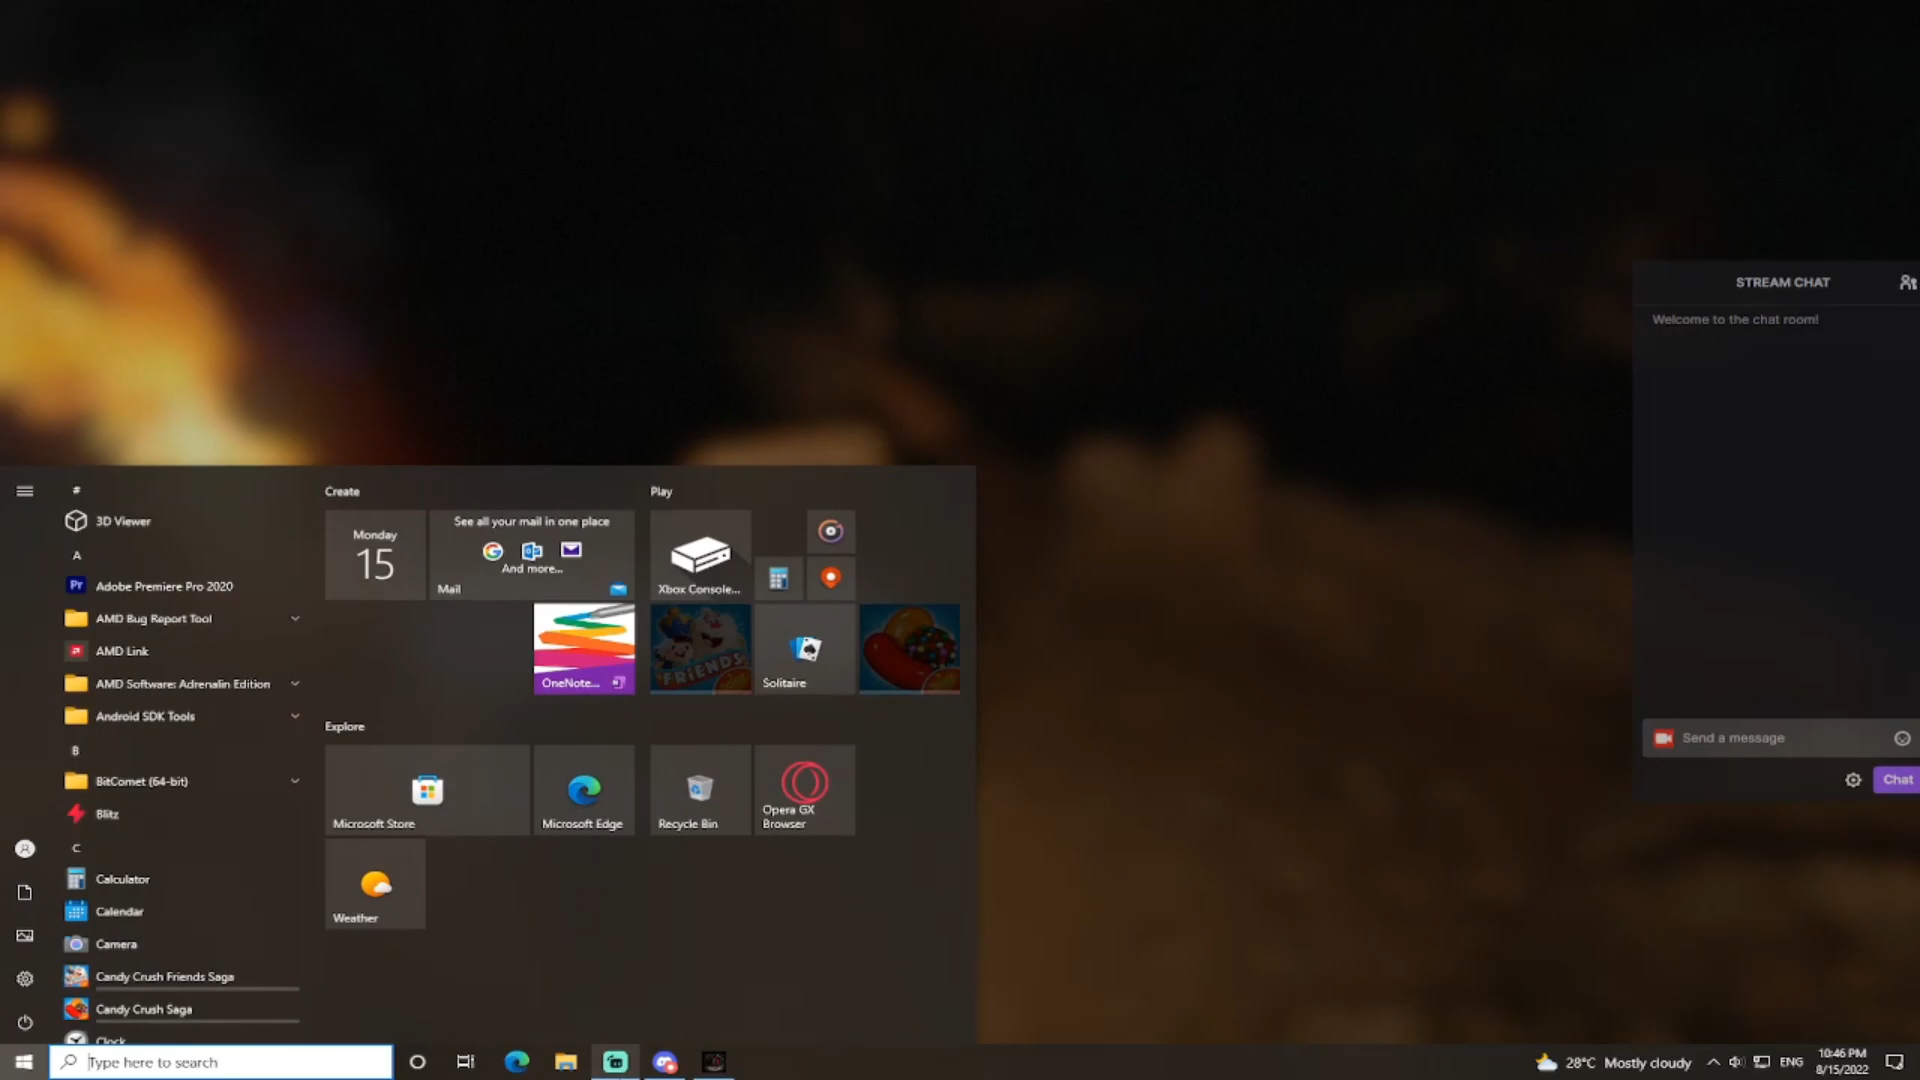 STREAM CHAT
Welcome to the chat room!
Send a message
Chat
#
3D Viewer
A
Pr
Adobe Premiere Pro 2020
AMD Bug Report Tool
AMD Link
AMD Software: Adrenalin Edition
Android SDK Tools
B
BitComet (64-bit)
Blitz
C
Calculator
Calendar
Camera
Candy Crush Friends Saga
Candy Crush Saga
Clock
Create
Monday
15
See all your mail in one place
And more...
Mail
OneNote...
Play
Xbox Console...
FRIENDS
Solitaire
Explore
Microsoft Store
Microsoft Edge
Recycle Bin
Opera GX
Browser
Weather
Type here to search
28°C Mostly cloudy
ENG
10:46 PM
8/15/2022